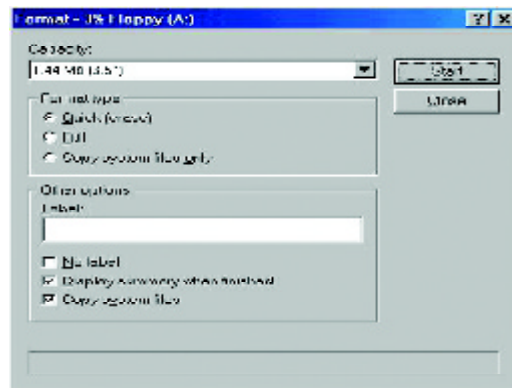 Format - 3½ Floppy (A:)
Capacity:
1.44 Mb (3.5")
Start
Close
Format type
Quick (erase)
Full
Copy system files only
Other options
Label:
No label
Display summary when finished
Copy system files